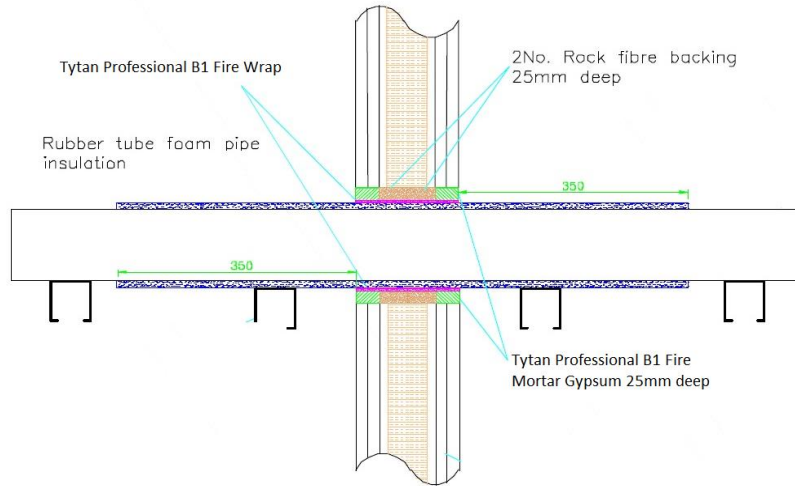 Tytan Professional B1 Fire Wrap
2No. Rock fibre backing
25mm deep
Rubber tube foam pipe
insulation
350
350
Tytan Professional B1 Fire
Mortar Gypsum 25mm deep